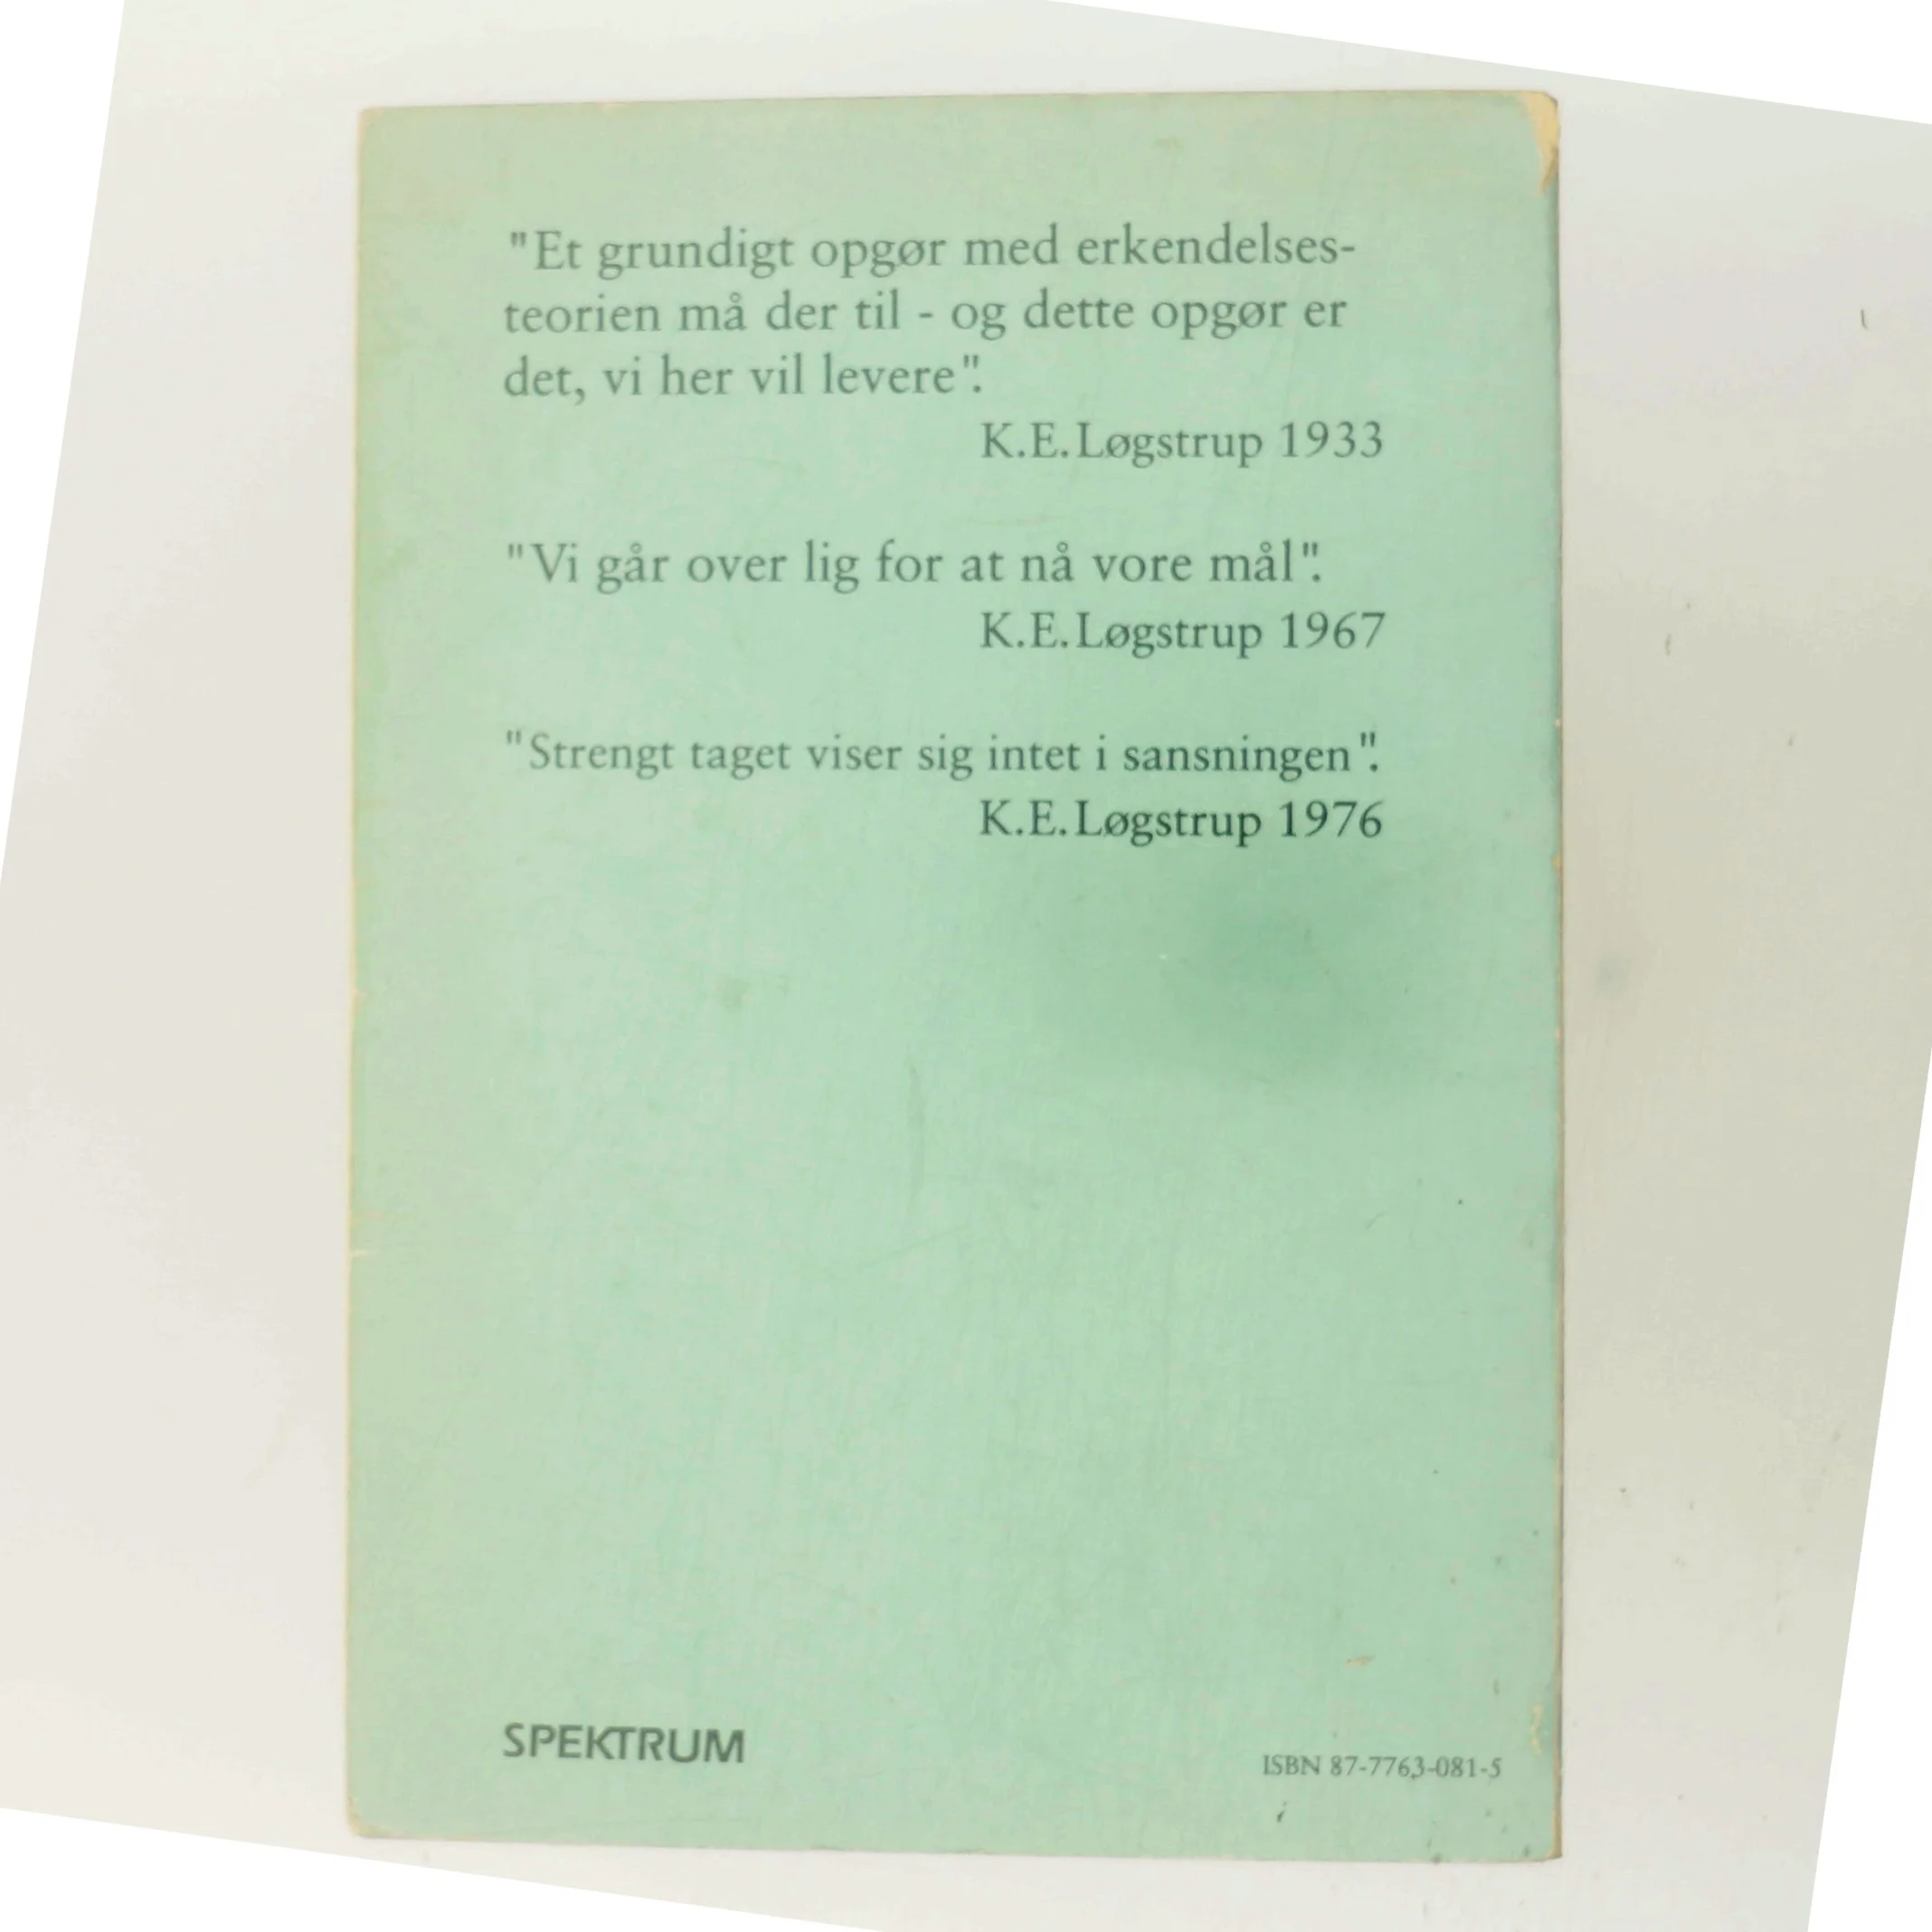 "Et grundigt opgør med erkendelses-
teorien må der til - og dette opgør er
det, vi her vil levere".
K.E. Løgstrup 1933
"Vi går over lig for at nå vore mål".
K.E. Løgstrup 1967
"Strengt taget viser sig intet i sansningen".
K.E. Løgstrup 1976
SPEKTRUM
ISBN 87-7763-081-5